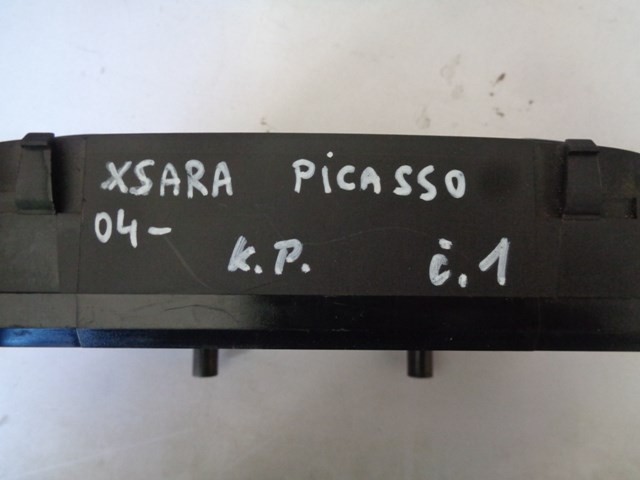 XSARA PiCASSO
04-
K.P. č.1